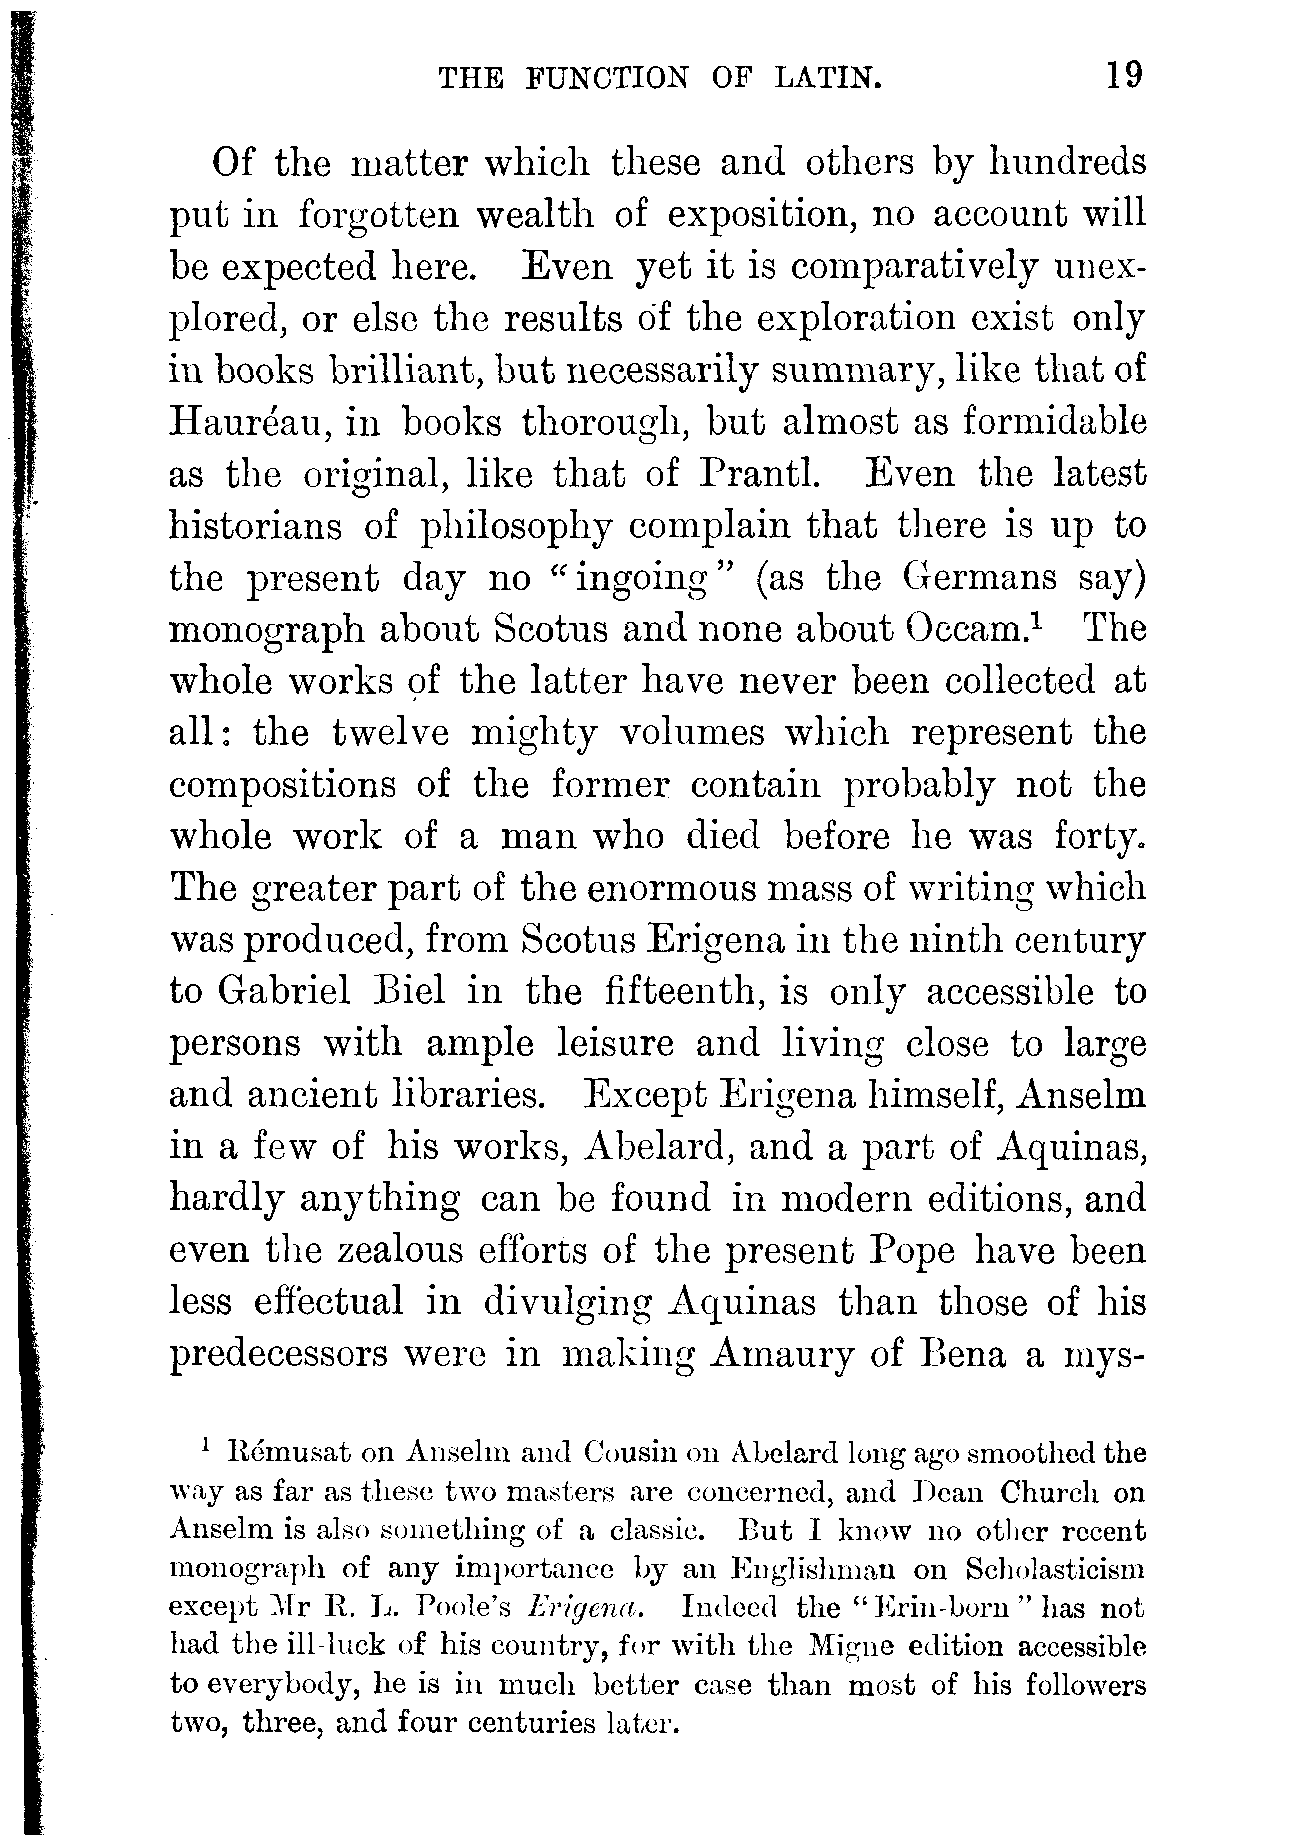 THE FUNCTION OF LATIN. 19
Of the matter which these and others by hundreds
put in forgotten wealth of exposition, no account will
be expected here. Even yet it is comparatively unex-
plored, or else the results of the exploration exist only
in books brilliant, but necessarily summary, like that of
Hauréau, in books thorough, but almost as formidable
as the original, like that of Prantl. Even the latest
historians of philosophy complain that there is up to
the present day no "ingoing" (as the Germans say)
monograph about Scotus and none about Occam.¹ The
whole works of the latter have never been collected at
all: the twelve mighty volumes which represent the
compositions of the former contain probably not the
whole work of a man who died before he was forty.
The greater part of the enormous mass of writing which
was produced, from Scotus Erigena in the ninth century
to Gabriel Biel in the fifteenth, is only accessible to
persons with ample leisure and living close to large
and ancient libraries. Except Erigena himself, Anselm
in a few of his works, Abelard, and a part of Aquinas,
hardly anything can be found in modern editions, and
even the zealous efforts of the present Pope have been
less effectual in divulging Aquinas than those of his
predecessors were in making Amaury of Bena a mys-
¹ Rémusat on Anselm and Cousin on Abelard long ago smoothed the
way as far as these two masters are concerned, and Dean Church on
Anselm is also something of a classic. But I know no other recent
monograph of any importance by an Englishman on Scholasticism
except Mr R. L. Poole's Erigena. Indeed the "Erin-born" has not
had the ill-luck of his country, for with the Migne edition accessible
to everybody, he is in much better case than most of his followers
two, three, and four centuries later.